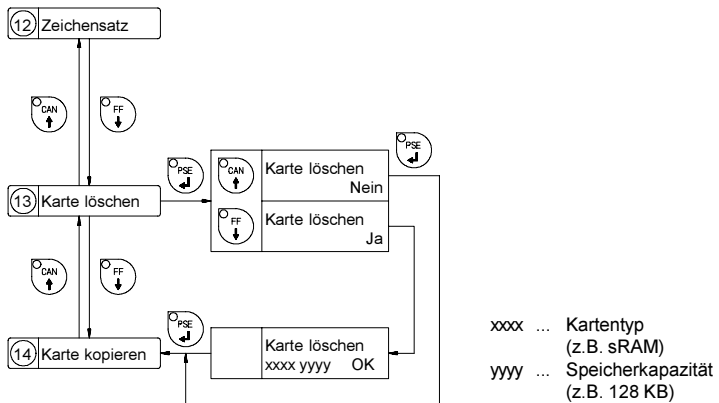 12 Zeichensatz
CAN
FF
PSE
13 Karte löschen
PSE
CAN
Karte löschen
Nein
FF
Karte löschen
Ja
CAN
FF
PSE
14 Karte kopieren
Karte löschen
xxxx yyyy OK
xxxx ... Kartentyp
(z.B. sRAM)
yyyy ... Speicherkapazität
(z.B. 128 KB)